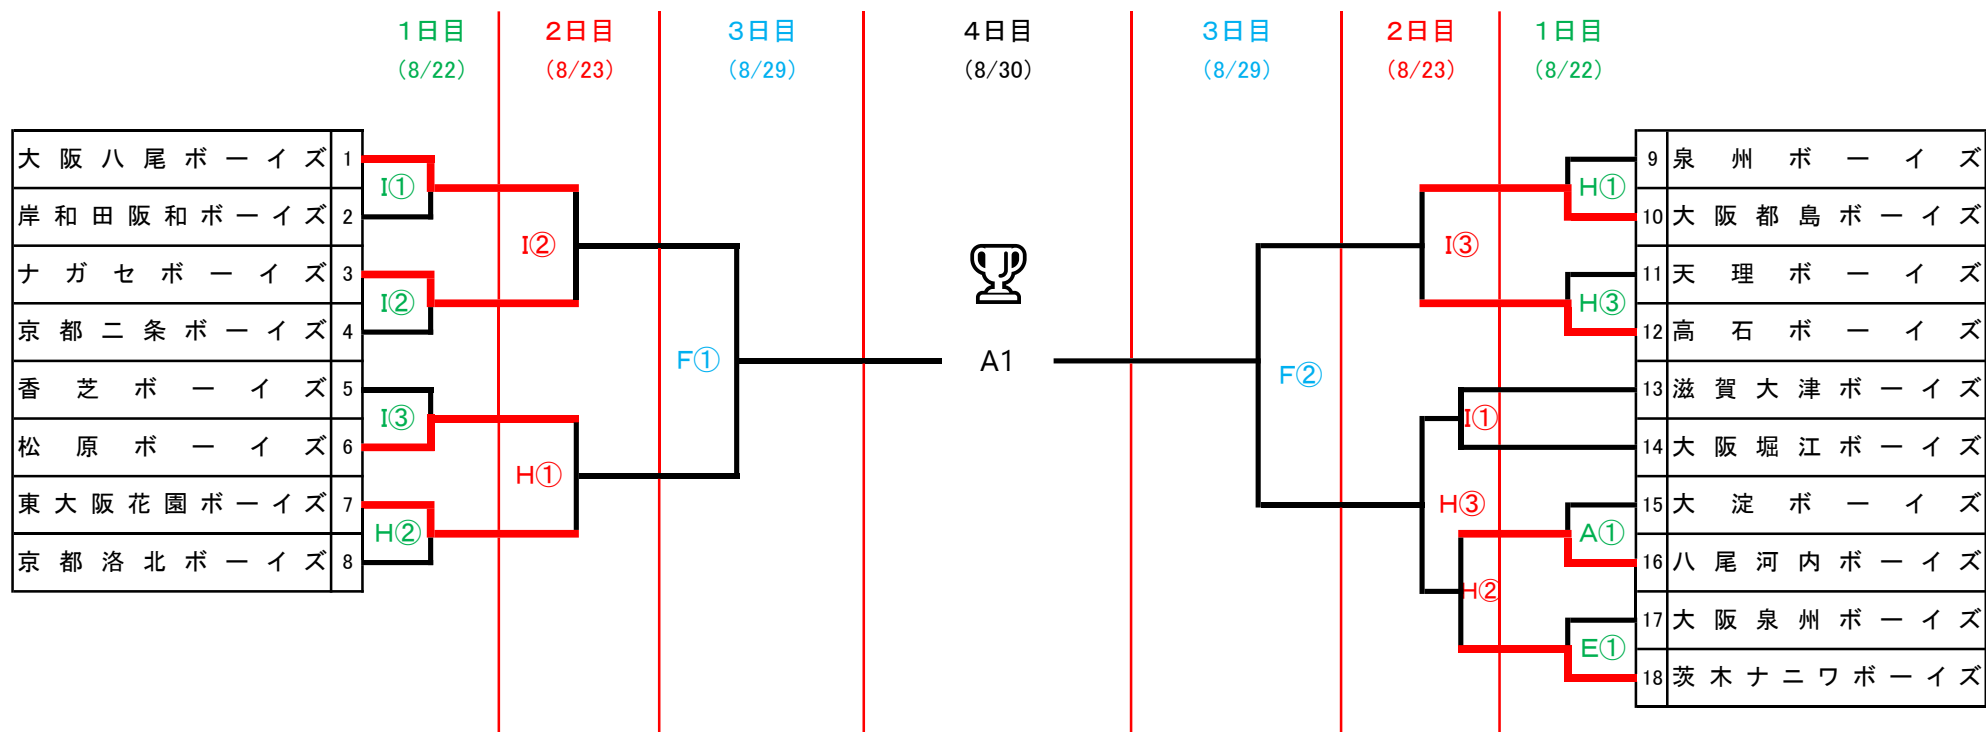 １日目 ２日目 ３日目 ４日目 ３日目 ２日目 １日目
(8/22) (8/23) (8/29) (8/30) (8/29) (8/23) (8/22)
大阪八尾ボーイズ 1
岸和田阪和ボーイズ 2
ナガセボーイズ 3
京都二条ボーイズ 4
香芝ボーイズ 5
松原ボーイズ 6
東大阪花園ボーイズ 7
京都洛北ボーイズ 8
I①
I②
I③
H②
I②
H①
F①
A1
F②
I③
I①
H③
H②
H①
H③
A①
E①
9 泉州ボーイズ
10 大阪都島ボーイズ
11 天理ボーイズ
12 高石ボーイズ
13 滋賀大津ボーイズ
14 大阪堀江ボーイズ
15 大淀ボーイズ
16 八尾河内ボーイズ
17 大阪泉州ボーイズ
18 茨木ナニワボーイズ